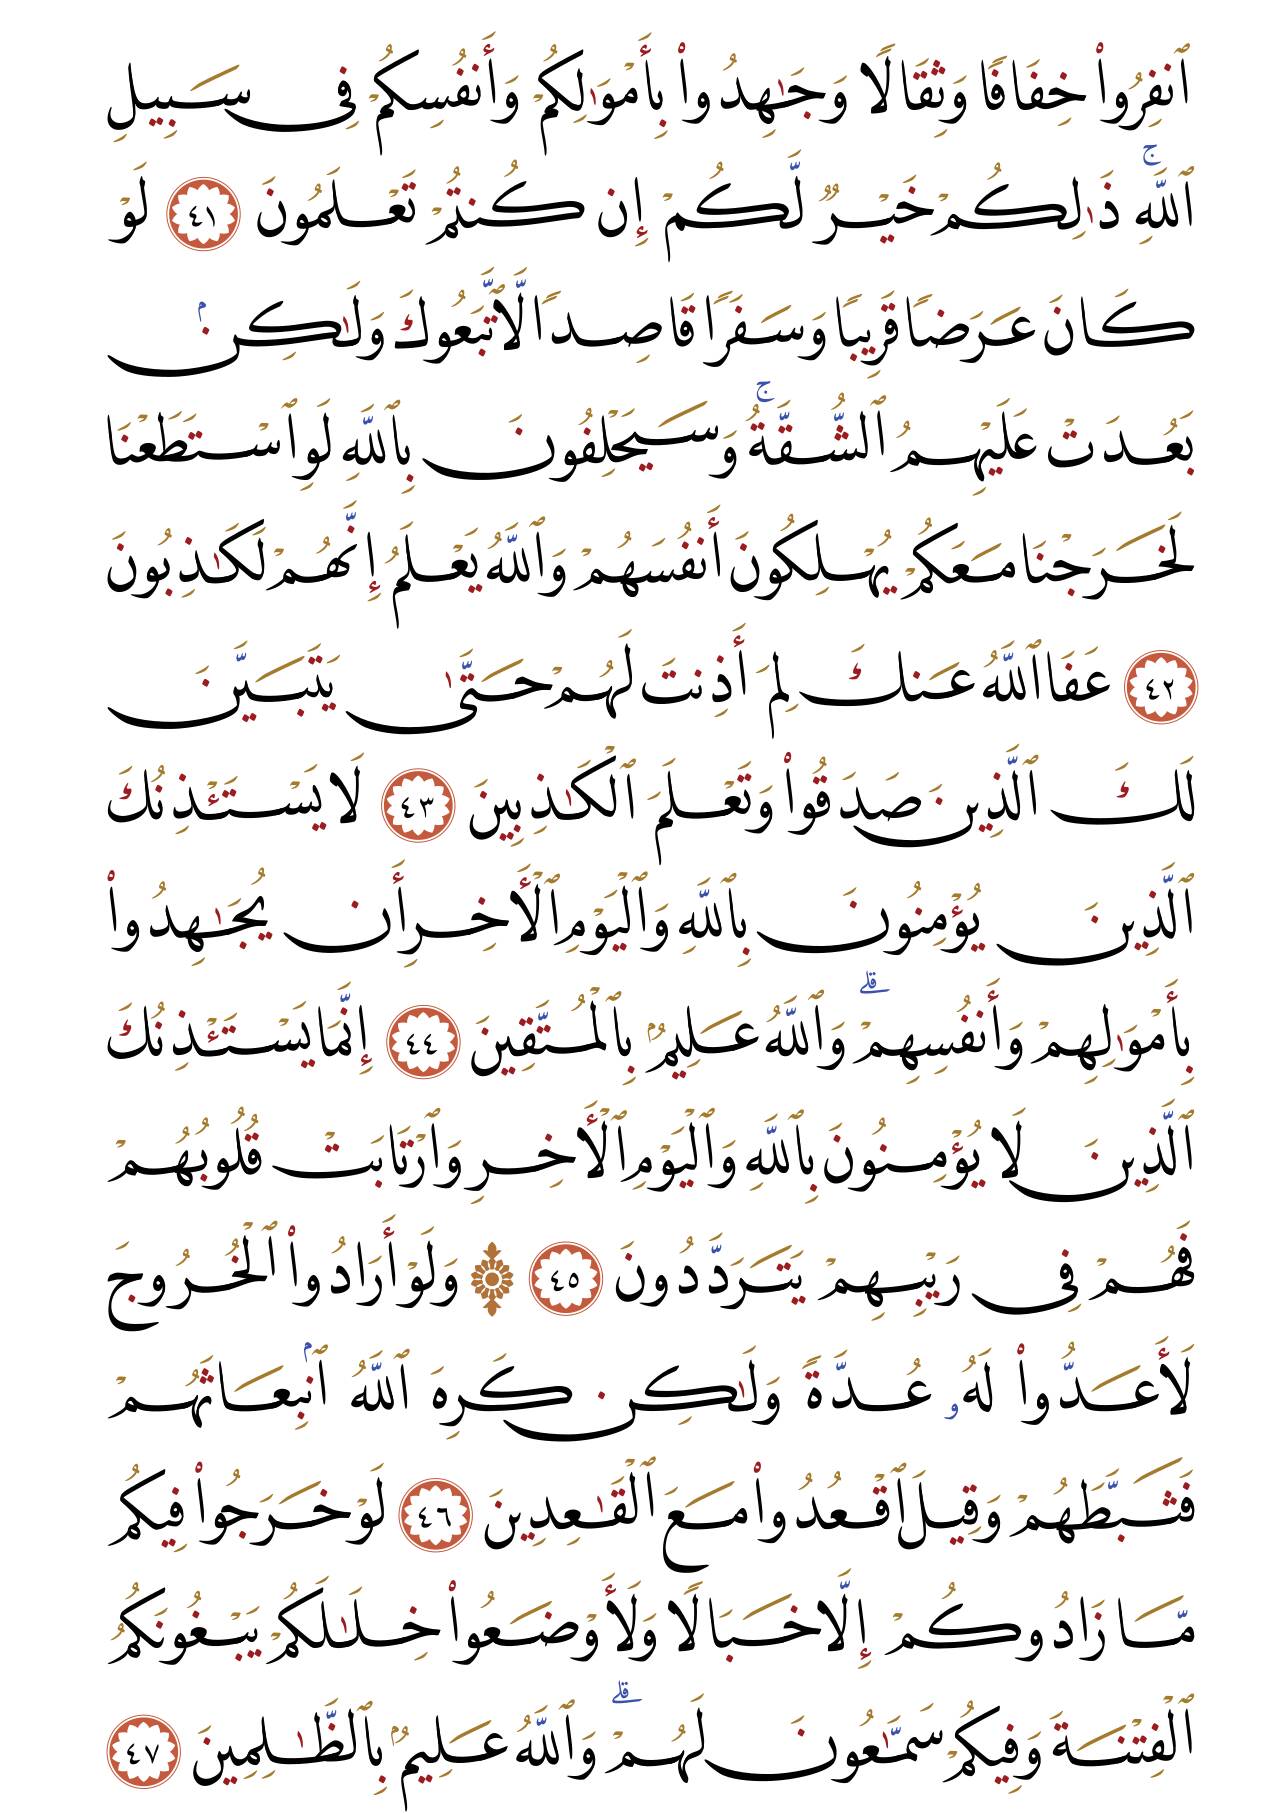 ٱنفِرُوا۟ خِفَافًا وَثِقَالًا وَجَـٰهِدُوا۟ بِأَمْوَٰلِكُمْ وَأَنفُسِكُمْ فِى سَبِيلِ
ٱللَّهِ ۚ ذَٰلِكُمْ خَيْرٌ لَّكُمْ إِن كُنتُمْ تَعْلَمُونَ ٤١ لَوْ
كَانَ عَرَضًا قَرِيبًا وَسَفَرًا قَاصِدًا لَّٱتَّبَعُوكَ وَلَـٰكِنۢ
بَعُدَتْ عَلَيْهِمُ ٱلشُّقَّةُ ۚ وَسَيَحْلِفُونَ بِٱللَّهِ لَوِ ٱسْتَطَعْنَا
لَخَرَجْنَا مَعَكُمْ يُهْلِكُونَ أَنفُسَهُمْ وَٱللَّهُ يَعْلَمُ إِنَّهُمْ لَكَـٰذِبُونَ
٤٢ عَفَا ٱللَّهُ عَنكَ لِمَ أَذِنتَ لَهُمْ حَتَّىٰ يَتَبَيَّنَ
لَكَ ٱلَّذِينَ صَدَقُوا۟ وَتَعْلَمَ ٱلْكَـٰذِبِينَ ٤٣ لَا يَسْتَـْٔذِنُكَ
ٱلَّذِينَ يُؤْمِنُونَ بِٱللَّهِ وَٱلْيَوْمِ ٱلْـَٔاخِرِ أَن يُجَـٰهِدُوا۟
بِأَمْوَٰلِهِمْ وَأَنفُسِهِمْ ۗ وَٱللَّهُ عَلِيمٌۢ بِٱلْمُتَّقِينَ ٤٤ إِنَّمَا يَسْتَـْٔذِنُكَ
ٱلَّذِينَ لَا يُؤْمِنُونَ بِٱللَّهِ وَٱلْيَوْمِ ٱلْـَٔاخِرِ وَٱرْتَابَتْ قُلُوبُهُمْ
فَهُمْ فِى رَيْبِهِمْ يَتَرَدَّدُونَ ٤٥ ۞ وَلَوْ أَرَادُوا۟ ٱلْخُرُوجَ
لَأَعَدُّوا۟ لَهُۥ عُدَّةً وَلَـٰكِن كَرِهَ ٱللَّهُ ٱنۢبِعَاثَهُمْ
فَثَبَّطَهُمْ وَقِيلَ ٱقْعُدُوا۟ مَعَ ٱلْقَـٰعِدِينَ ٤٦ لَوْ خَرَجُوا۟ فِيكُم
مَّا زَادُوكُمْ إِلَّا خَبَالًا وَلَأَوْضَعُوا۟ خِلَـٰلَكُمْ يَبْغُونَكُمُ
ٱلْفِتْنَةَ وَفِيكُمْ سَمَّـٰعُونَ لَهُمْ ۗ وَٱللَّهُ عَلِيمٌۢ بِٱلظَّـٰلِمِينَ ٤٧